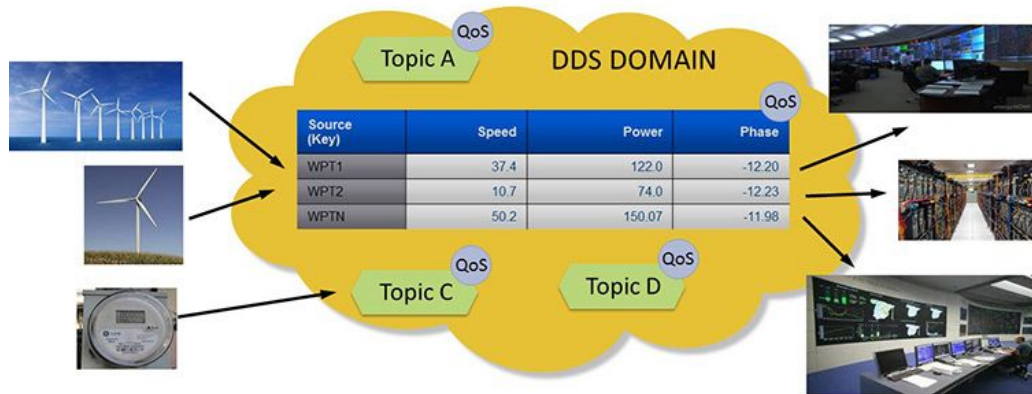 QoS
Topic A
DDS DOMAIN
QoS
Source (Key) Speed Power Phase
WPT1 37.4 122.0 -12.20
WPT2 10.7 74.0 -12.23
WPTN 50.2 150.07 -11.98
QoS
Topic C
QoS
Topic D